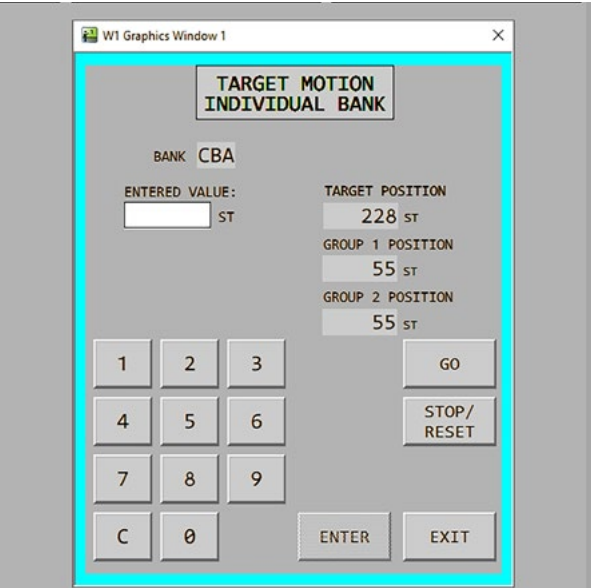 W1 Graphics Window 1
TARGET MOTION
INDIVIDUAL BANK
BANK CBA
ENTERED VALUE:
ST
TARGET POSITION
228 ST
GROUP 1 POSITION
55 ST
GROUP 2 POSITION
55 ST
1 2 3
GO
4 5 6
STOP/
RESET
7 8 9
C 0
ENTER
EXIT